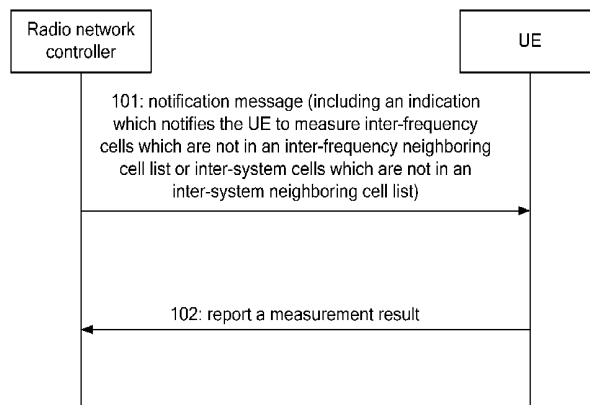 Radio network
controller
UE
101: notification message (including an indication
which notifies the UE to measure inter-frequency
cells which are not in an inter-frequency neighboring
cell list or inter-system cells which are not in an
inter-system neighboring cell list)
102: report a measurement result